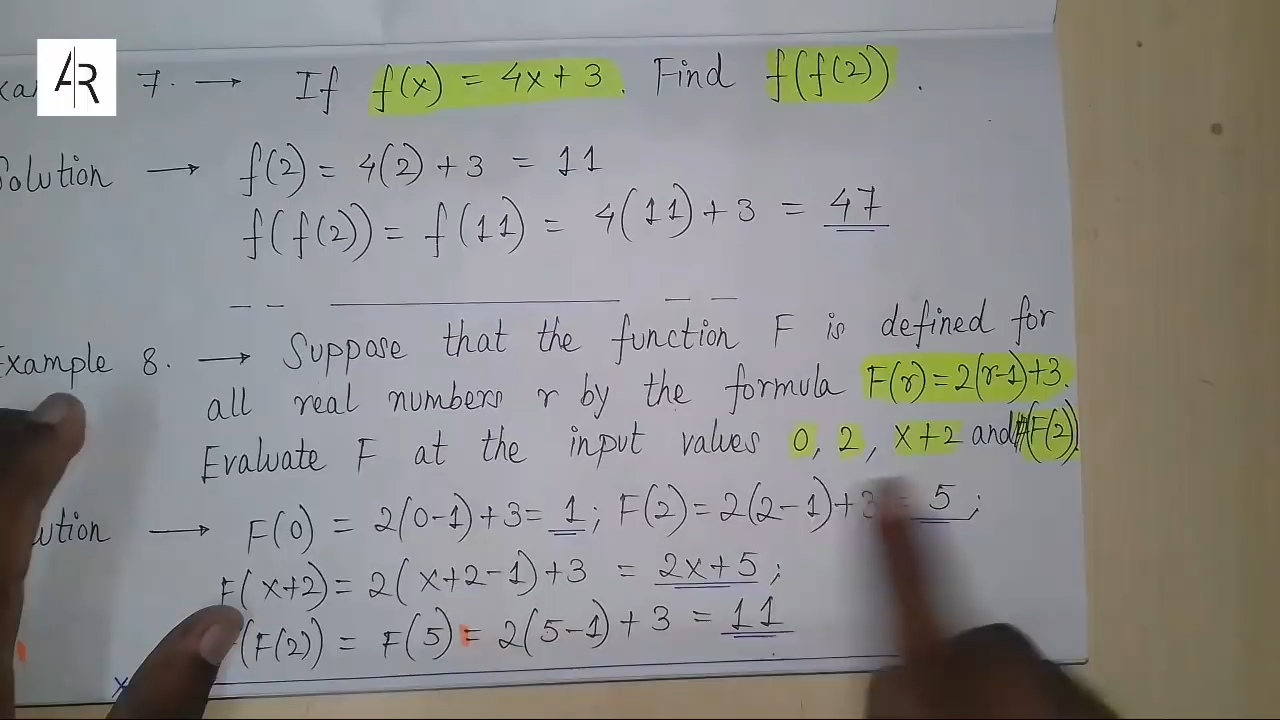 AR
7. → If f(x) = 4x+3. Find f(f(2)).
Solution → f(2) = 4(2)+3 = 11
f(f(2)) = f(11) = 4(11)+3 = 47
Example 8. → Suppose that the function F is defined for
all real numbers r by the formula F(r)=2(r-1)+3.
Evaluate F at the input values 0, 2, x+2 and (F(2)).
→ F(0) = 2(0-1)+3= 1; F(2)=2(2-1)+3= 5;
F(x+2)= 2(x+2-1)+3 = 2x+5;
(F(2)) = F(5) = 2(5-1)+3 = 11